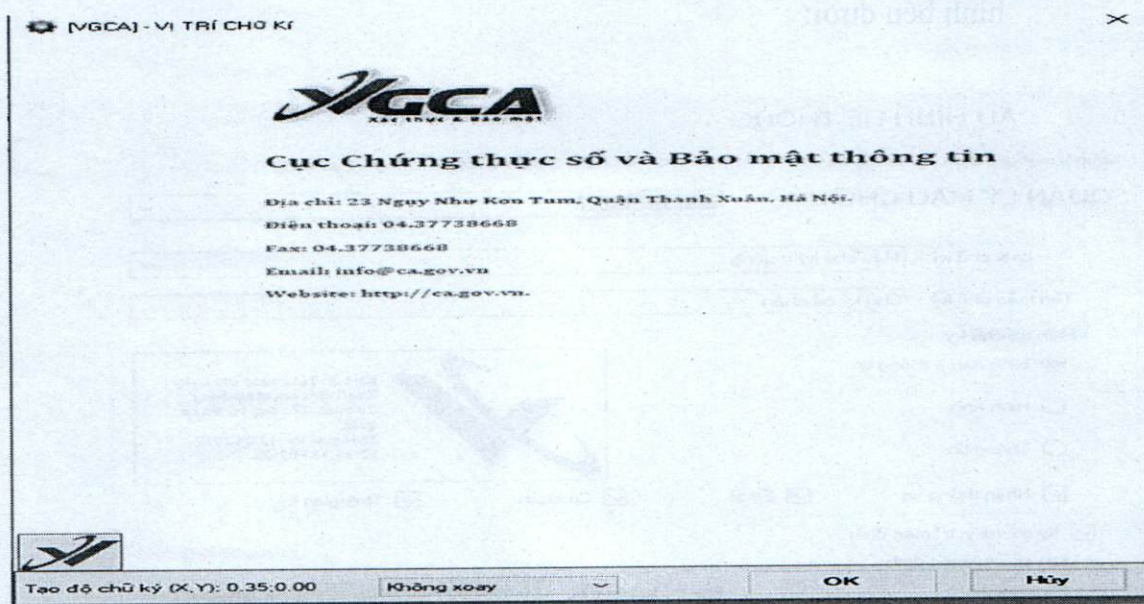 [VGCA] - VỊ TRÍ CHỮ KÍ
VGCA
Xác thực & Bảo mật
Cục Chứng thực số và Bảo mật thông tin
Địa chỉ: 23 Ngụy Như Kon Tum, Quận Thanh Xuân, Hà Nội.
Điện thoại: 04.37738668
Fax: 04.37738668
Email: info@ca.gov.vn
Website: http://ca.gov.vn.
Tạo độ chữ ký (X,Y): 0.35;0.00
Không xoay
OK
Hủy